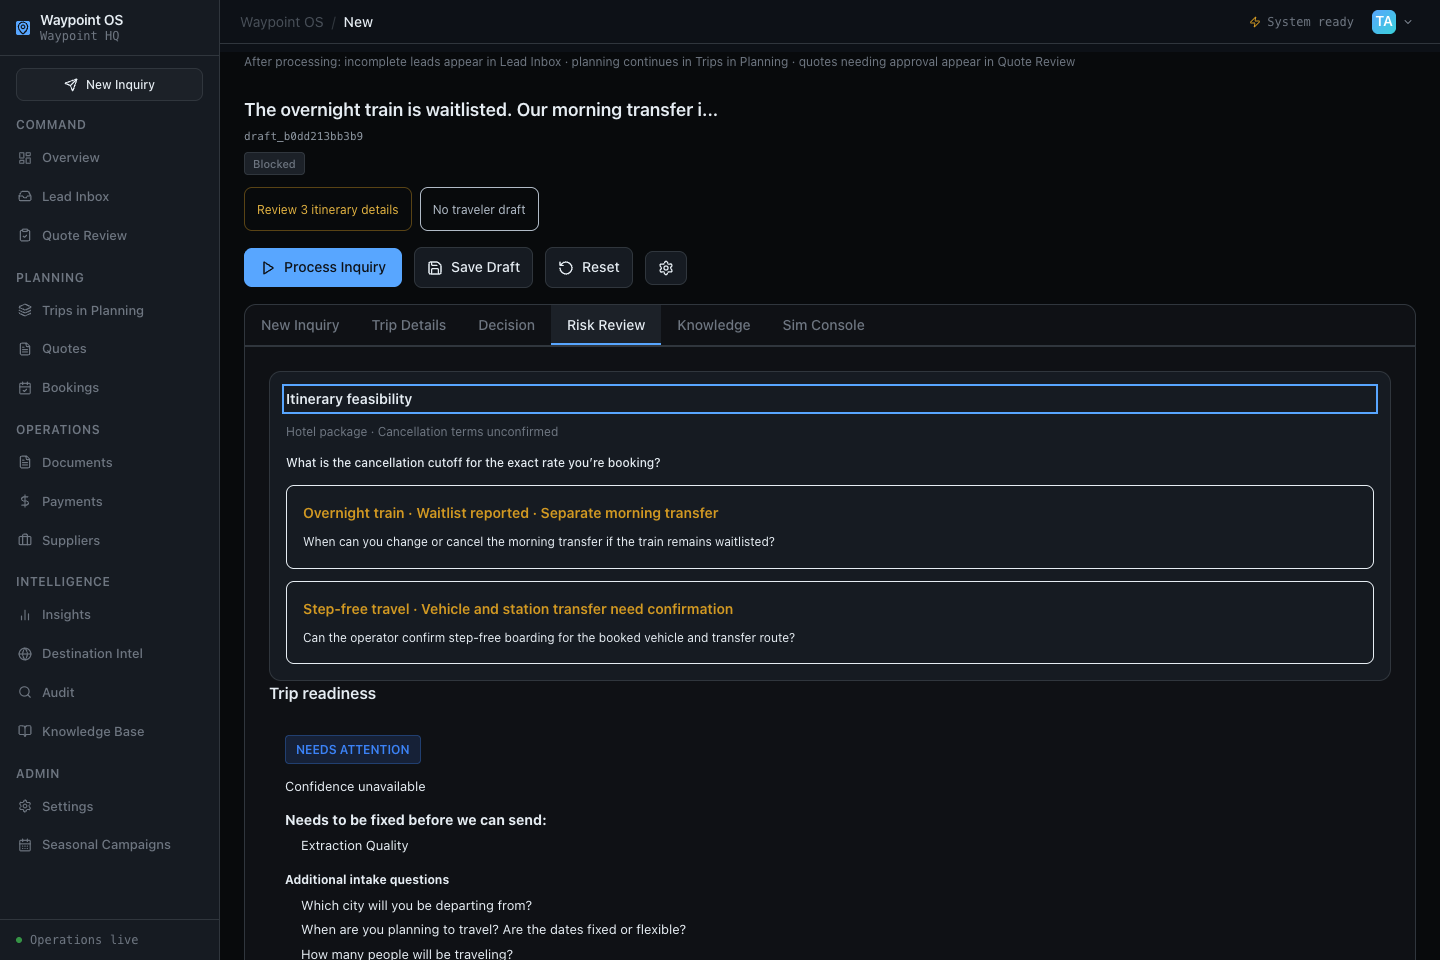 Waypoint OS
Waypoint HQ
New Inquiry
COMMAND
Overview
Lead Inbox
Quote Review
PLANNING
Trips in Planning
Quotes
Bookings
OPERATIONS
Documents
Payments
Suppliers
INTELLIGENCE
Insights
Destination Intel
Audit
Knowledge Base
ADMIN
Settings
Seasonal Campaigns
Operations live
Waypoint OS / New
System ready
TA
After processing: incomplete leads appear in Lead Inbox · planning continues in Trips in Planning · quotes needing approval appear in Quote Review
The overnight train is waitlisted. Our morning transfer i...
draft_b0dd213bb3b9
Blocked
Review 3 itinerary details
No traveler draft
Process Inquiry
Save Draft
Reset
New Inquiry
Trip Details
Decision
Risk Review
Knowledge
Sim Console
Itinerary feasibility
Hotel package · Cancellation terms unconfirmed
What is the cancellation cutoff for the exact rate you’re booking?
Overnight train · Waitlist reported · Separate morning transfer
When can you change or cancel the morning transfer if the train remains waitlisted?
Step-free travel · Vehicle and station transfer need confirmation
Can the operator confirm step-free boarding for the booked vehicle and transfer route?
Trip readiness
NEEDS ATTENTION
Confidence unavailable
Needs to be fixed before we can send:
Extraction Quality
Additional intake questions
Which city will you be departing from?
When are you planning to travel? Are the dates fixed or flexible?
How many people will be traveling?